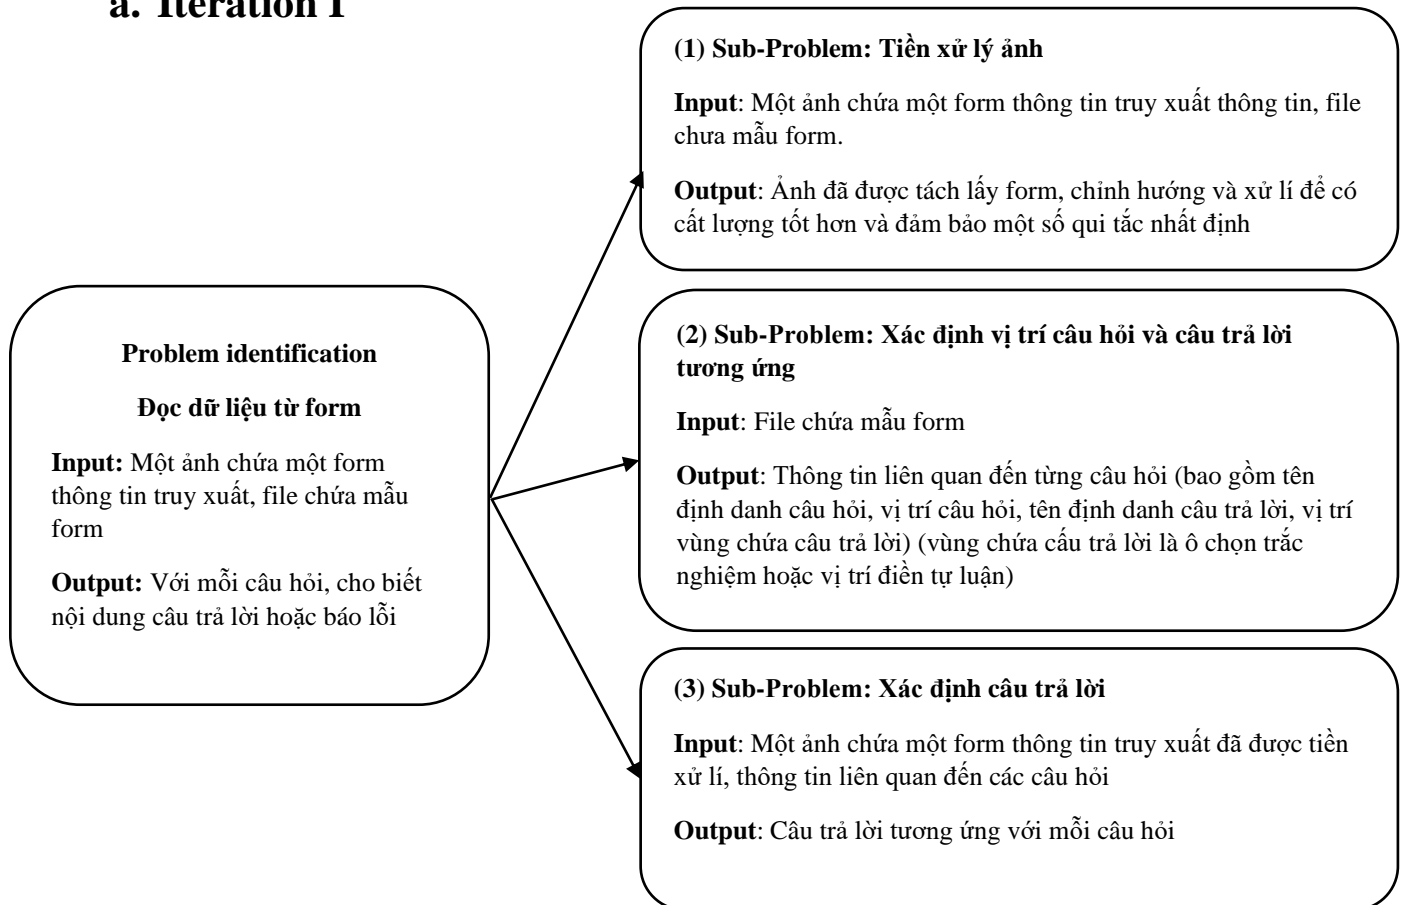 a. Iteration 1
(1) Sub-Problem: Tiền xử lý ảnh
Input: Một ảnh chứa một form thông tin truy xuất thông tin, file
chưa mẫu form.
Output: Ảnh đã được tách lấy form, chỉnh hướng và xử lí để có
cất lượng tốt hơn và đảm bảo một số qui tắc nhất định
Problem identification
Đọc dữ liệu từ form
Input: Một ảnh chứa một form
thông tin truy xuất, file chứa mẫu
form
Output: Với mỗi câu hỏi, cho biết
nội dung câu trả lời hoặc báo lỗi
(2) Sub-Problem: Xác định vị trí câu hỏi và câu trả lời
tương ứng
Input: File chứa mẫu form
Output: Thông tin liên quan đến từng câu hỏi (bao gồm tên
định danh câu hỏi, vị trí câu hỏi, tên định danh câu trả lời, vị trí
vùng chứa câu trả lời) (vùng chứa cấu trả lời là ô chọn trắc
nghiệm hoặc vị trí điền tự luận)
(3) Sub-Problem: Xác định câu trả lời
Input: Một ảnh chứa một form thông tin truy xuất đã được tiền
xử lí, thông tin liên quan đến các câu hỏi
Output: Câu trả lời tương ứng với mỗi câu hỏi